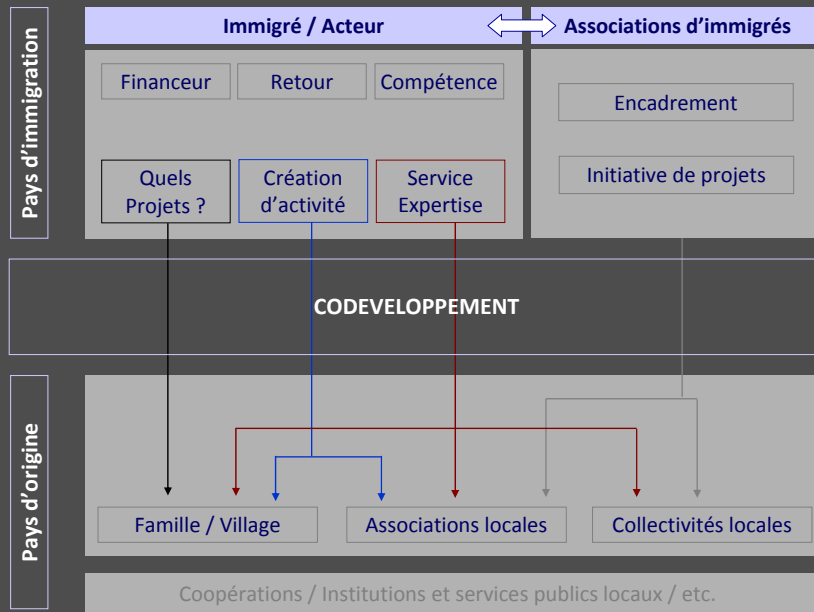 Pays d'immigration
Immigré / Acteur
Associations d'immigrés
Financeur
Retour
Compétence
Encadrement
Quels
Projets ?
Création
d'activité
Service
Expertise
Initiative de projets
CODEVELOPPEMENT
Pays d'origine
Famille / Village
Associations locales
Collectivités locales
Coopérations / Institutions et services publics locaux / etc.